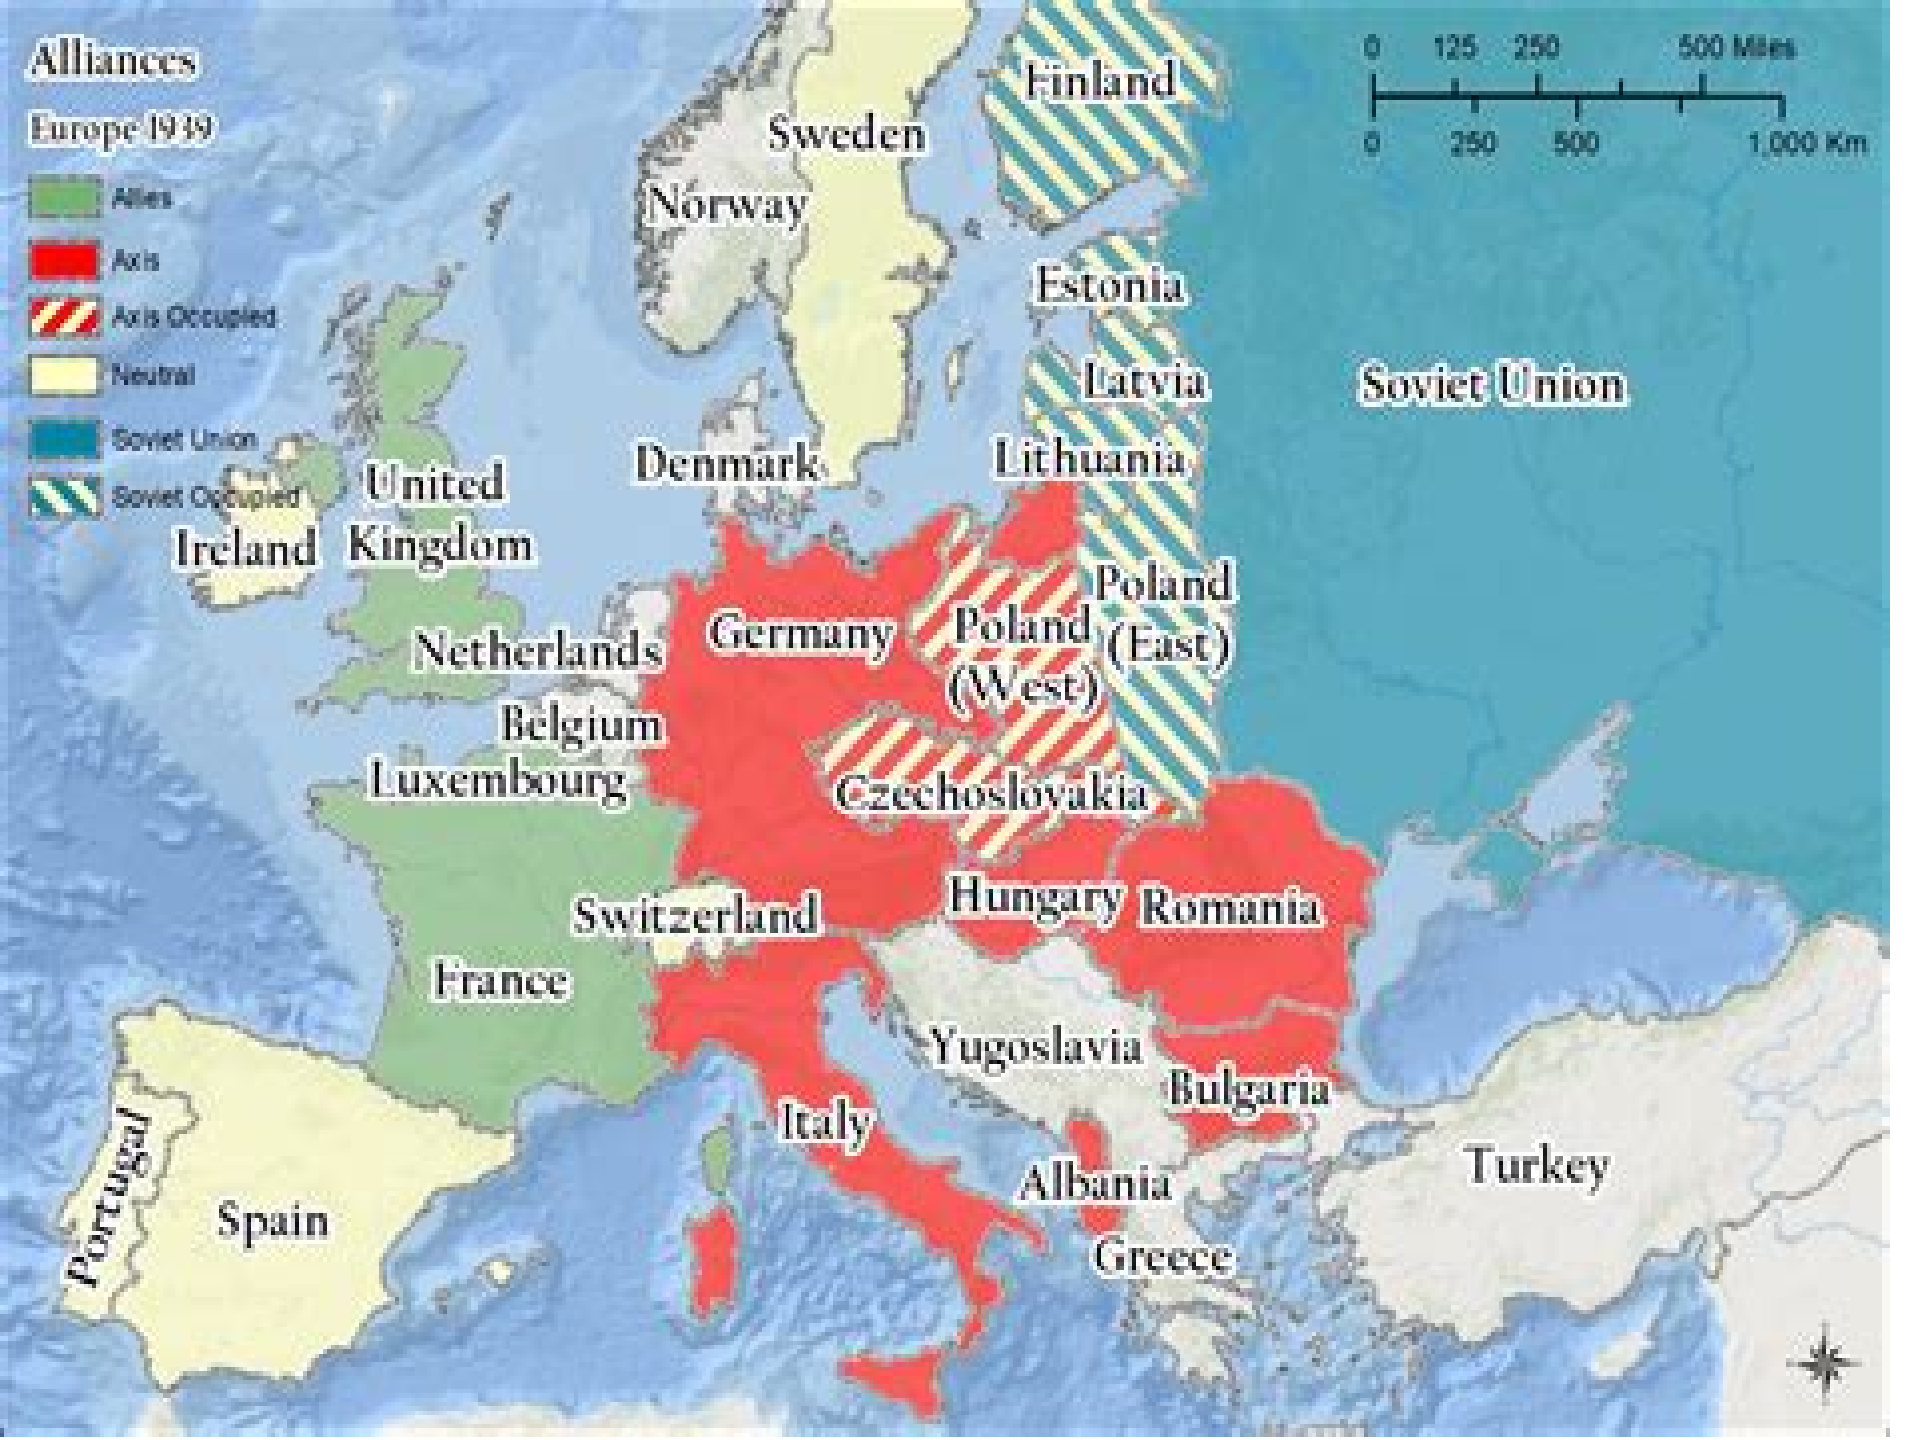 Alliances
Europe 1939
Allies
Axis
Axis Occupied
Neutral
Soviet Union
Soviet Occupied
0 125 250 500 Miles
0 250 500 1,000 Km
Finland
Sweden
Norway
Estonia
Latvia
Soviet Union
Denmark
Lithuania
United
Kingdom
Ireland
Netherlands
Germany
Poland
(West)
Poland
(East)
Belgium
Luxembourg
Czechoslovakia
Switzerland
Hungary
Romania
France
Yugoslavia
Bulgaria
Italy
Albania
Turkey
Portugal
Spain
Greece